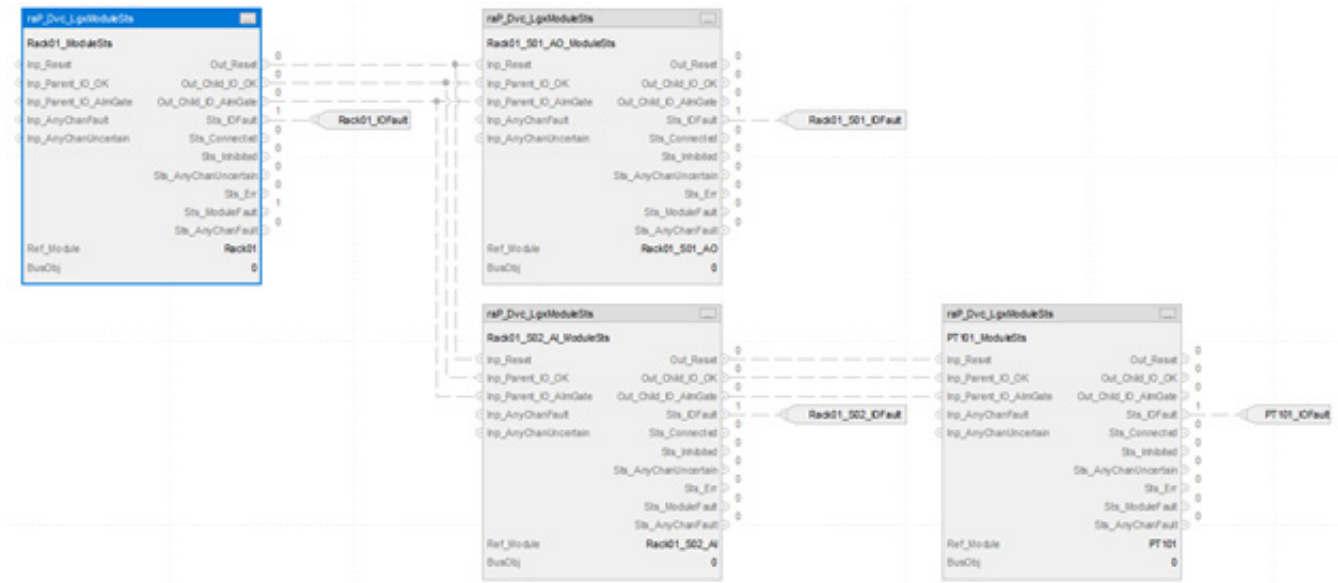 raP_Dvc_LgxModuleSts
...
Rack01_ModuleSts
Inp_Reset Out_Reset 0
Inp_Parent_IO_OK Out_Child_IO_OK 0
Inp_Parent_IO_AlmGate Out_Child_IO_AlmGate 0
Inp_AnyChanFault Sts_IOFault 1
Inp_AnyChanUncertain Sts_Connected 0
Sts_Inhibited 0
Sts_AnyChanUncertain 0
Sts_Err 0
Sts_ModuleFault 1
Sts_AnyChanFault 0
Ref_Module Rack01
BusObj 0
Rack01_IOFault
raP_Dvc_LgxModuleSts
...
Rack01_S01_AO_ModuleSts
Inp_Reset Out_Reset 0
Inp_Parent_IO_OK Out_Child_IO_OK 0
Inp_Parent_IO_AlmGate Out_Child_IO_AlmGate 0
Inp_AnyChanFault Sts_IOFault 1
Inp_AnyChanUncertain Sts_Connected 0
Sts_Inhibited 0
Sts_AnyChanUncertain 0
Sts_Err 0
Sts_ModuleFault 0
Sts_AnyChanFault 0
Ref_Module Rack01_S01_AO
BusObj 0
Rack01_S01_IOFault
raP_Dvc_LgxModuleSts
...
Rack01_S02_AI_ModuleSts
Inp_Reset Out_Reset 0
Inp_Parent_IO_OK Out_Child_IO_OK 0
Inp_Parent_IO_AlmGate Out_Child_IO_AlmGate 0
Inp_AnyChanFault Sts_IOFault 1
Inp_AnyChanUncertain Sts_Connected 0
Sts_Inhibited 0
Sts_AnyChanUncertain 0
Sts_Err 0
Sts_ModuleFault 0
Sts_AnyChanFault 0
Ref_Module Rack01_S02_AI
BusObj 0
Rack01_S02_IOFault
raP_Dvc_LgxModuleSts
...
PT101_ModuleSts
Inp_Reset Out_Reset 0
Inp_Parent_IO_OK Out_Child_IO_OK 0
Inp_Parent_IO_AlmGate Out_Child_IO_AlmGate 0
Inp_AnyChanFault Sts_IOFault 1
Inp_AnyChanUncertain Sts_Connected 0
Sts_Inhibited 0
Sts_AnyChanUncertain 0
Sts_Err 0
Sts_ModuleFault 0
Sts_AnyChanFault 0
Ref_Module PT101
BusObj 0
PT101_IOFault